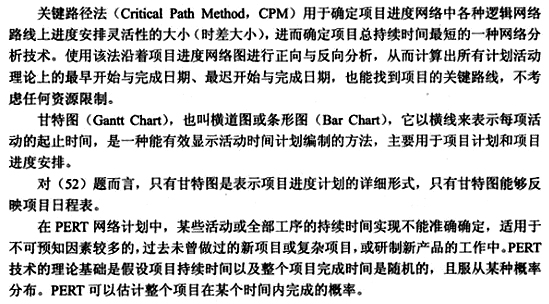 关键路径法（Critical Path Method，CPM）用于确定项目进度网络中各种逻辑网络
路线上进度安排灵活性的大小（时差大小），进而确定项目总持续时间最短的一种网络分
析技术。使用该法沿着项目进度网络图进行正向与反向分析，从而计算出所有计划活动
理论上的最早开始与完成日期、最迟开始与完成日期，也能找到项目的关键路线，不考
虑任何资源限制。
甘特图（Gantt Chart），也叫横道图或条形图（Bar Chart），它以横线来表示每项活
动的起止时间，是一种能有效显示活动时间计划编制的方法，主要用于项目计划和项目
进度安排。
对（52）题而言，只有甘特图是表示项目进度计划的详细形式，只有甘特图能够反
映项目日程表。
在 PERT 网络计划中，某些活动或全部工序的持续时间实现不能准确确定，适用于
不可预知因素较多的，过去未曾做过的新项目或复杂项目，或研制新产品的工作中。PERT
技术的理论基础是假设项目持续时间以及整个项目完成时间是随机的，且服从某种概率
分布。PERT 可以估计整个项目在某个时间内完成的概率。